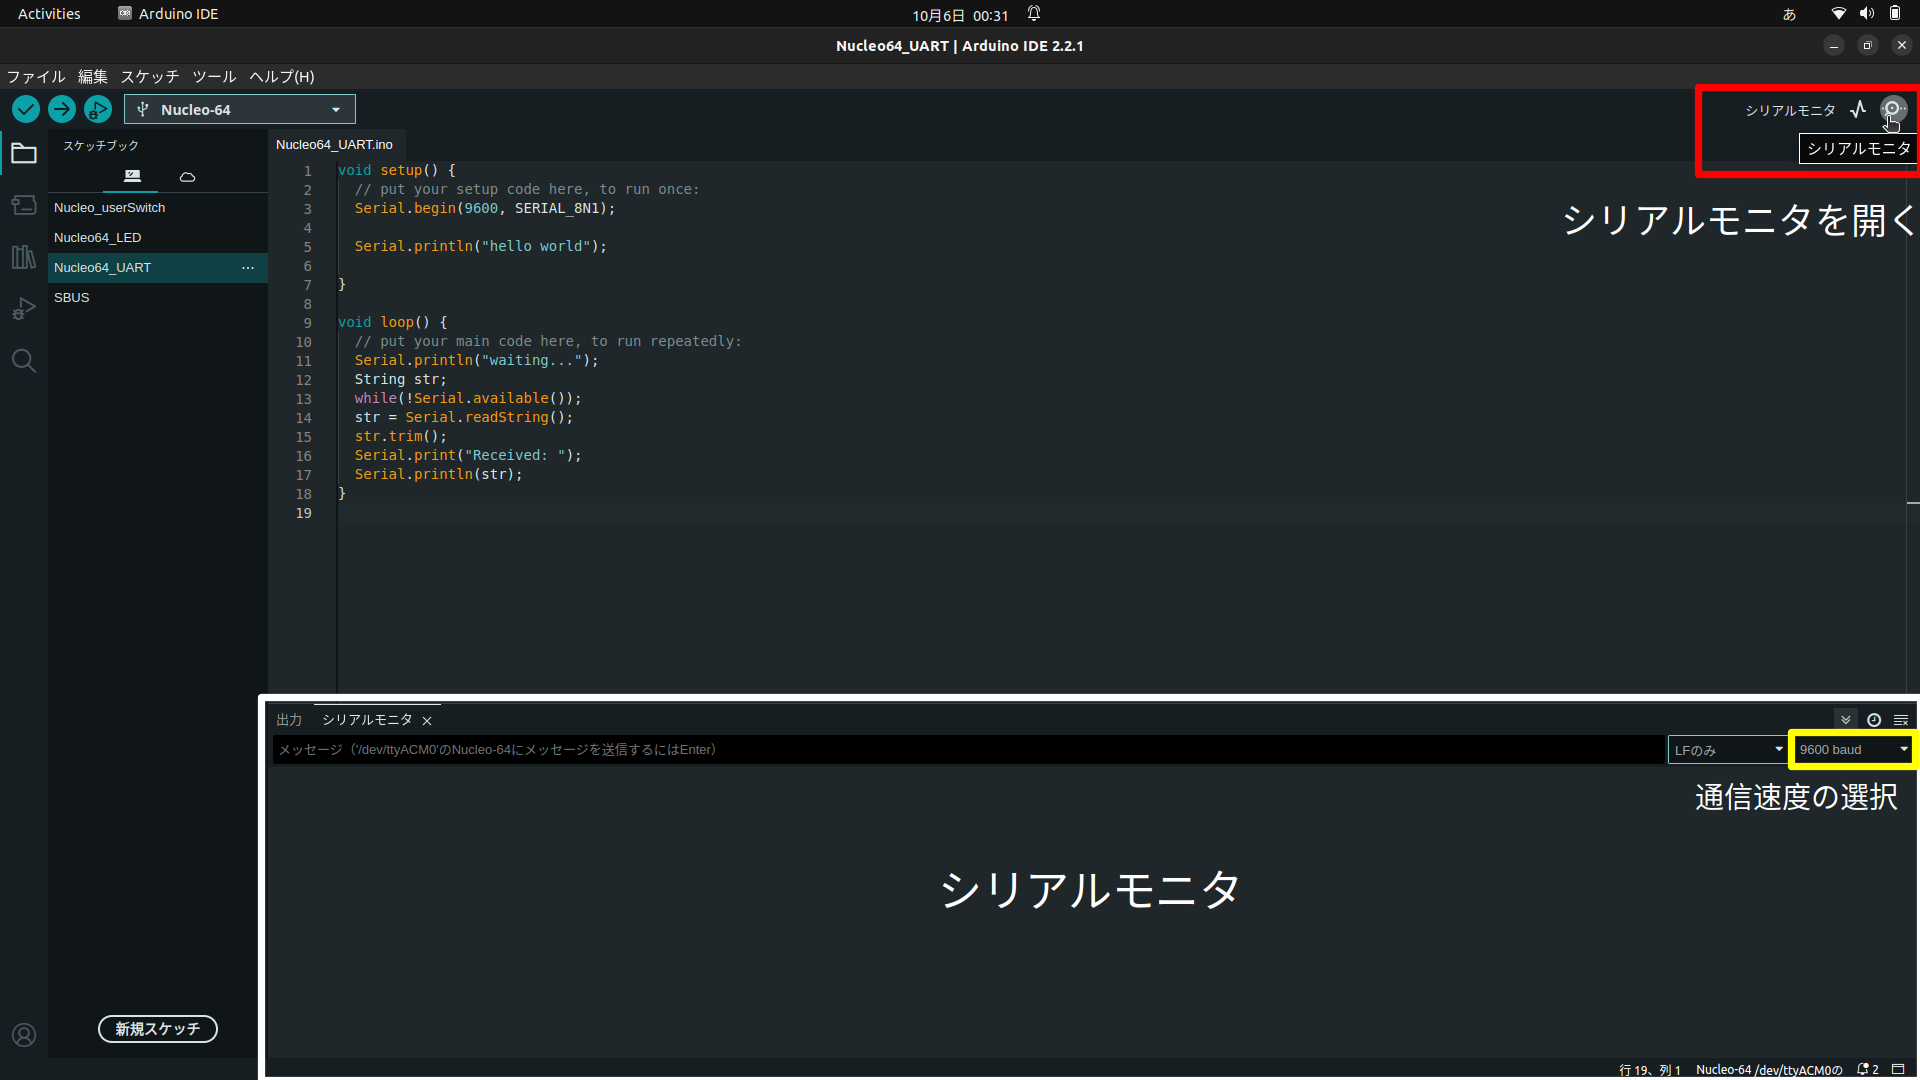 Activities
Arduino IDE
10月6日 00:31
あ
Nucleo64_UART | Arduino IDE 2.2.1
ファイル 編集 スケッチ ツール ヘルプ(H)
Nucleo-64
シリアルモニタ
シリアルモニタ
シリアルモニタを開く
スケッチブック
Nucleo_userSwitch
Nucleo64_LED
Nucleo64_UART ...
SBUS
新規スケッチ
Nucleo64_UART.ino
1 void setup() {
2 // put your setup code here, to run once:
3 Serial.begin(9600, SERIAL_8N1);
4
5 Serial.println("hello world");
6
7 }
8
9 void loop() {
10 // put your main code here, to run repeatedly:
11 Serial.println("waiting...");
12 String str;
13 while(!Serial.available());
14 str = Serial.readString();
15 str.trim();
16 Serial.print("Received: ");
17 Serial.println(str);
18 }
19
出力 シリアルモニタ
メッセージ（'/dev/ttyACM0'のNucleo-64にメッセージを送信するにはEnter）
LFのみ
9600 baud
通信速度の選択
シリアルモニタ
行 19、列 1 Nucleo-64 /dev/ttyACM0の 2